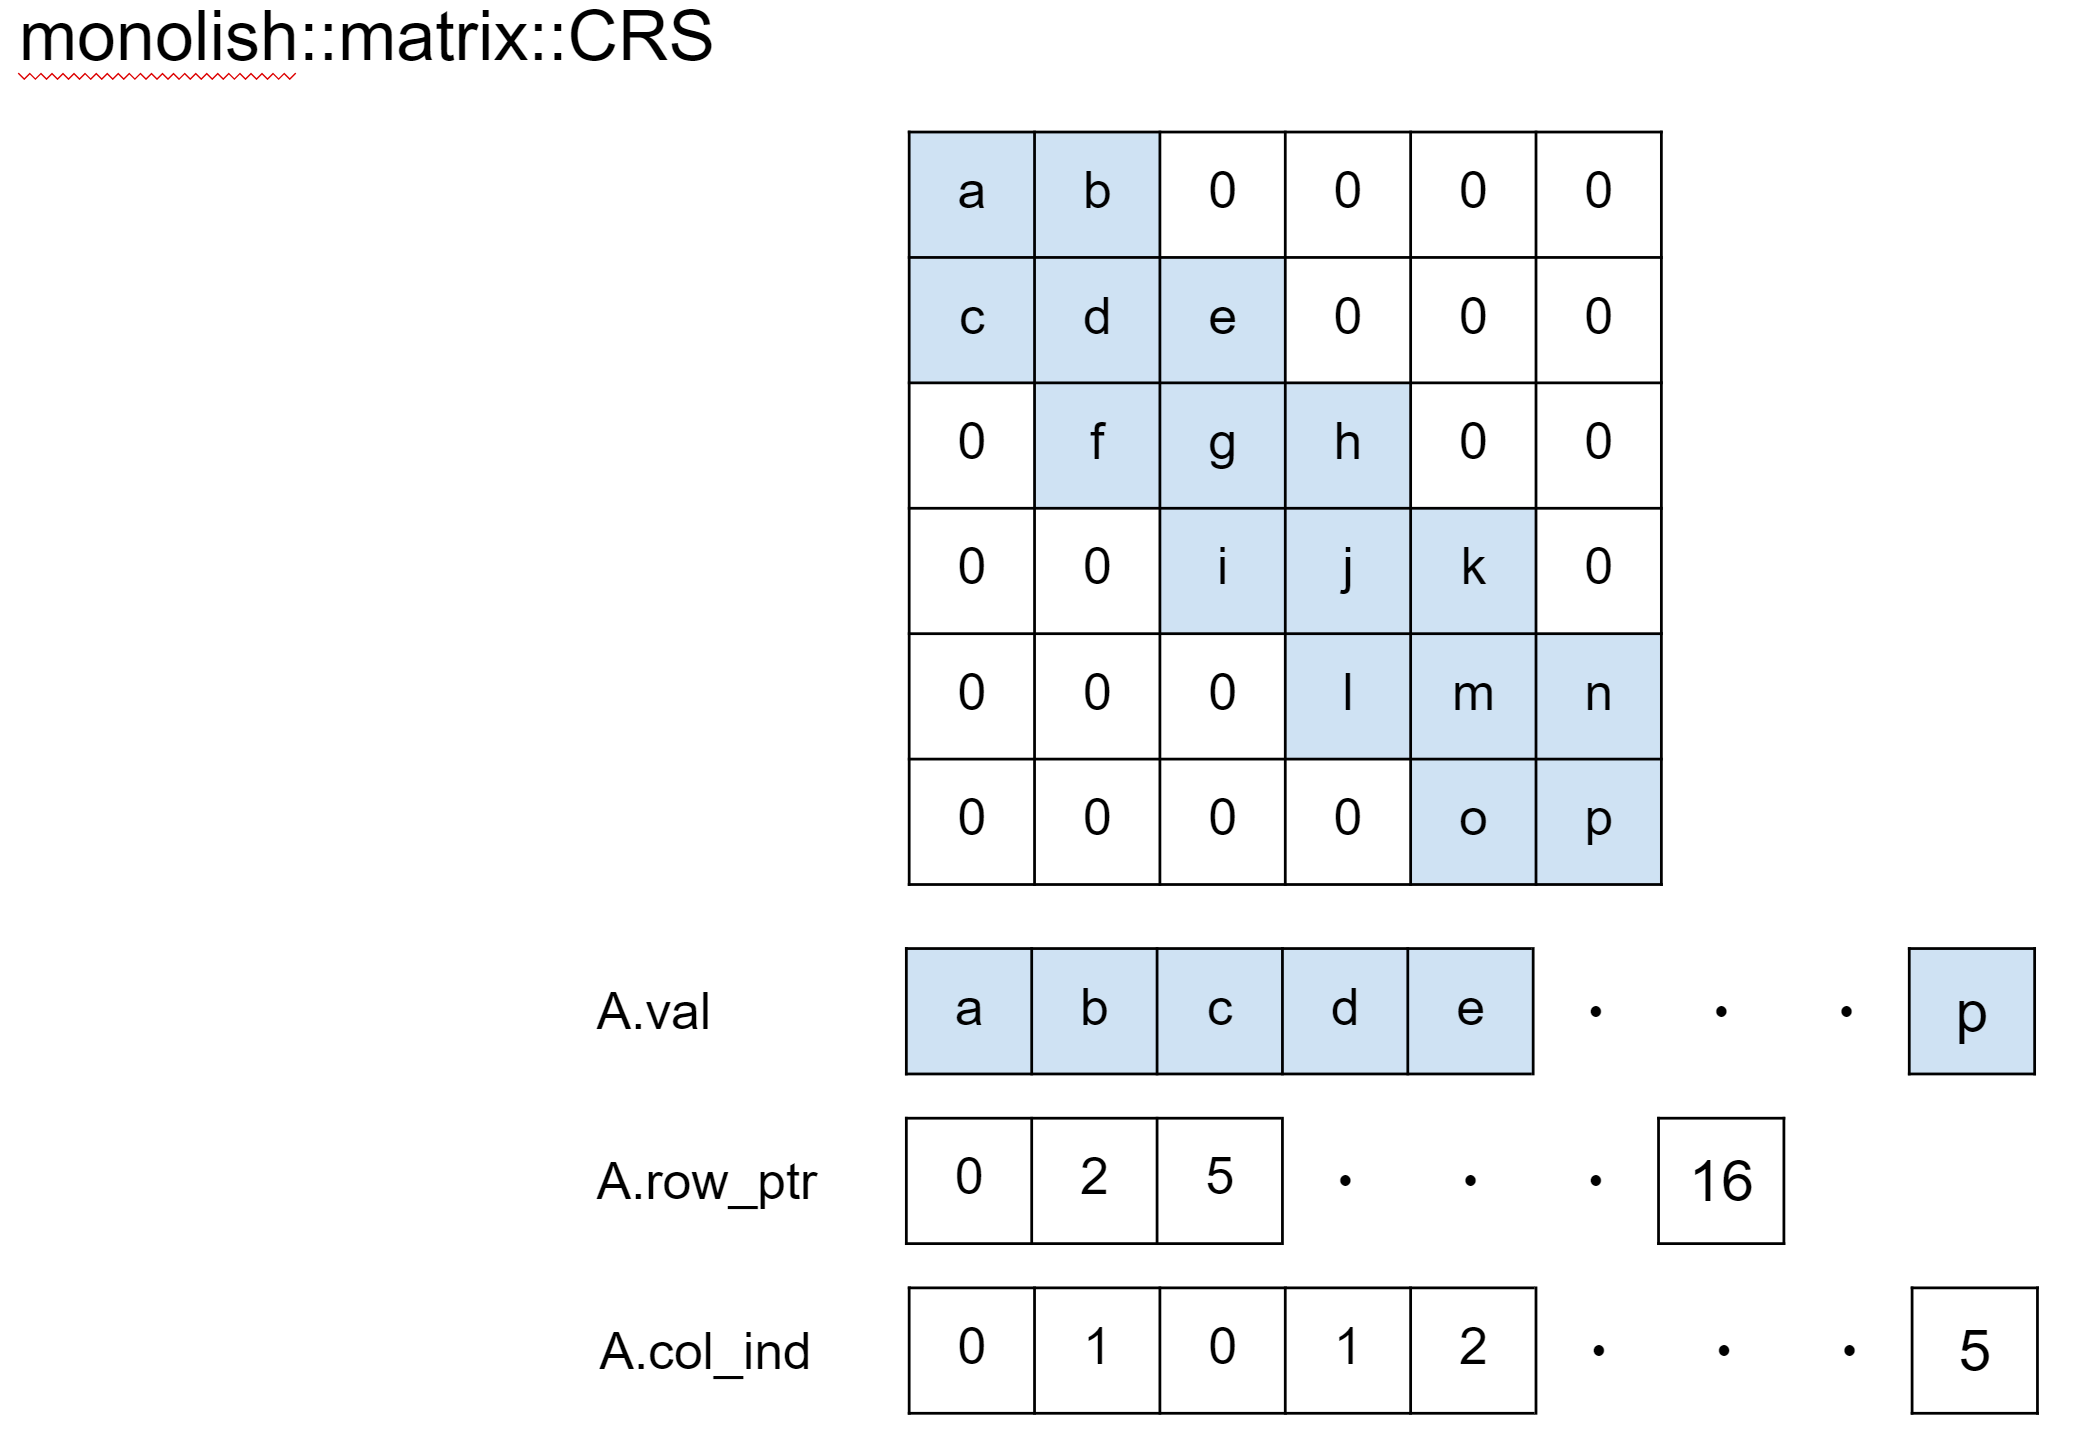 monolish::matrix::CRS
a b 0 0 0 0
c d e 0 0 0
0 f g h 0 0
0 0 i j k 0
0 0 0 l m n
0 0 0 0 o p
A.val a b c d e · · · p
A.row_ptr 0 2 5 · · · 16
A.col_ind 0 1 0 1 2 · · · 5